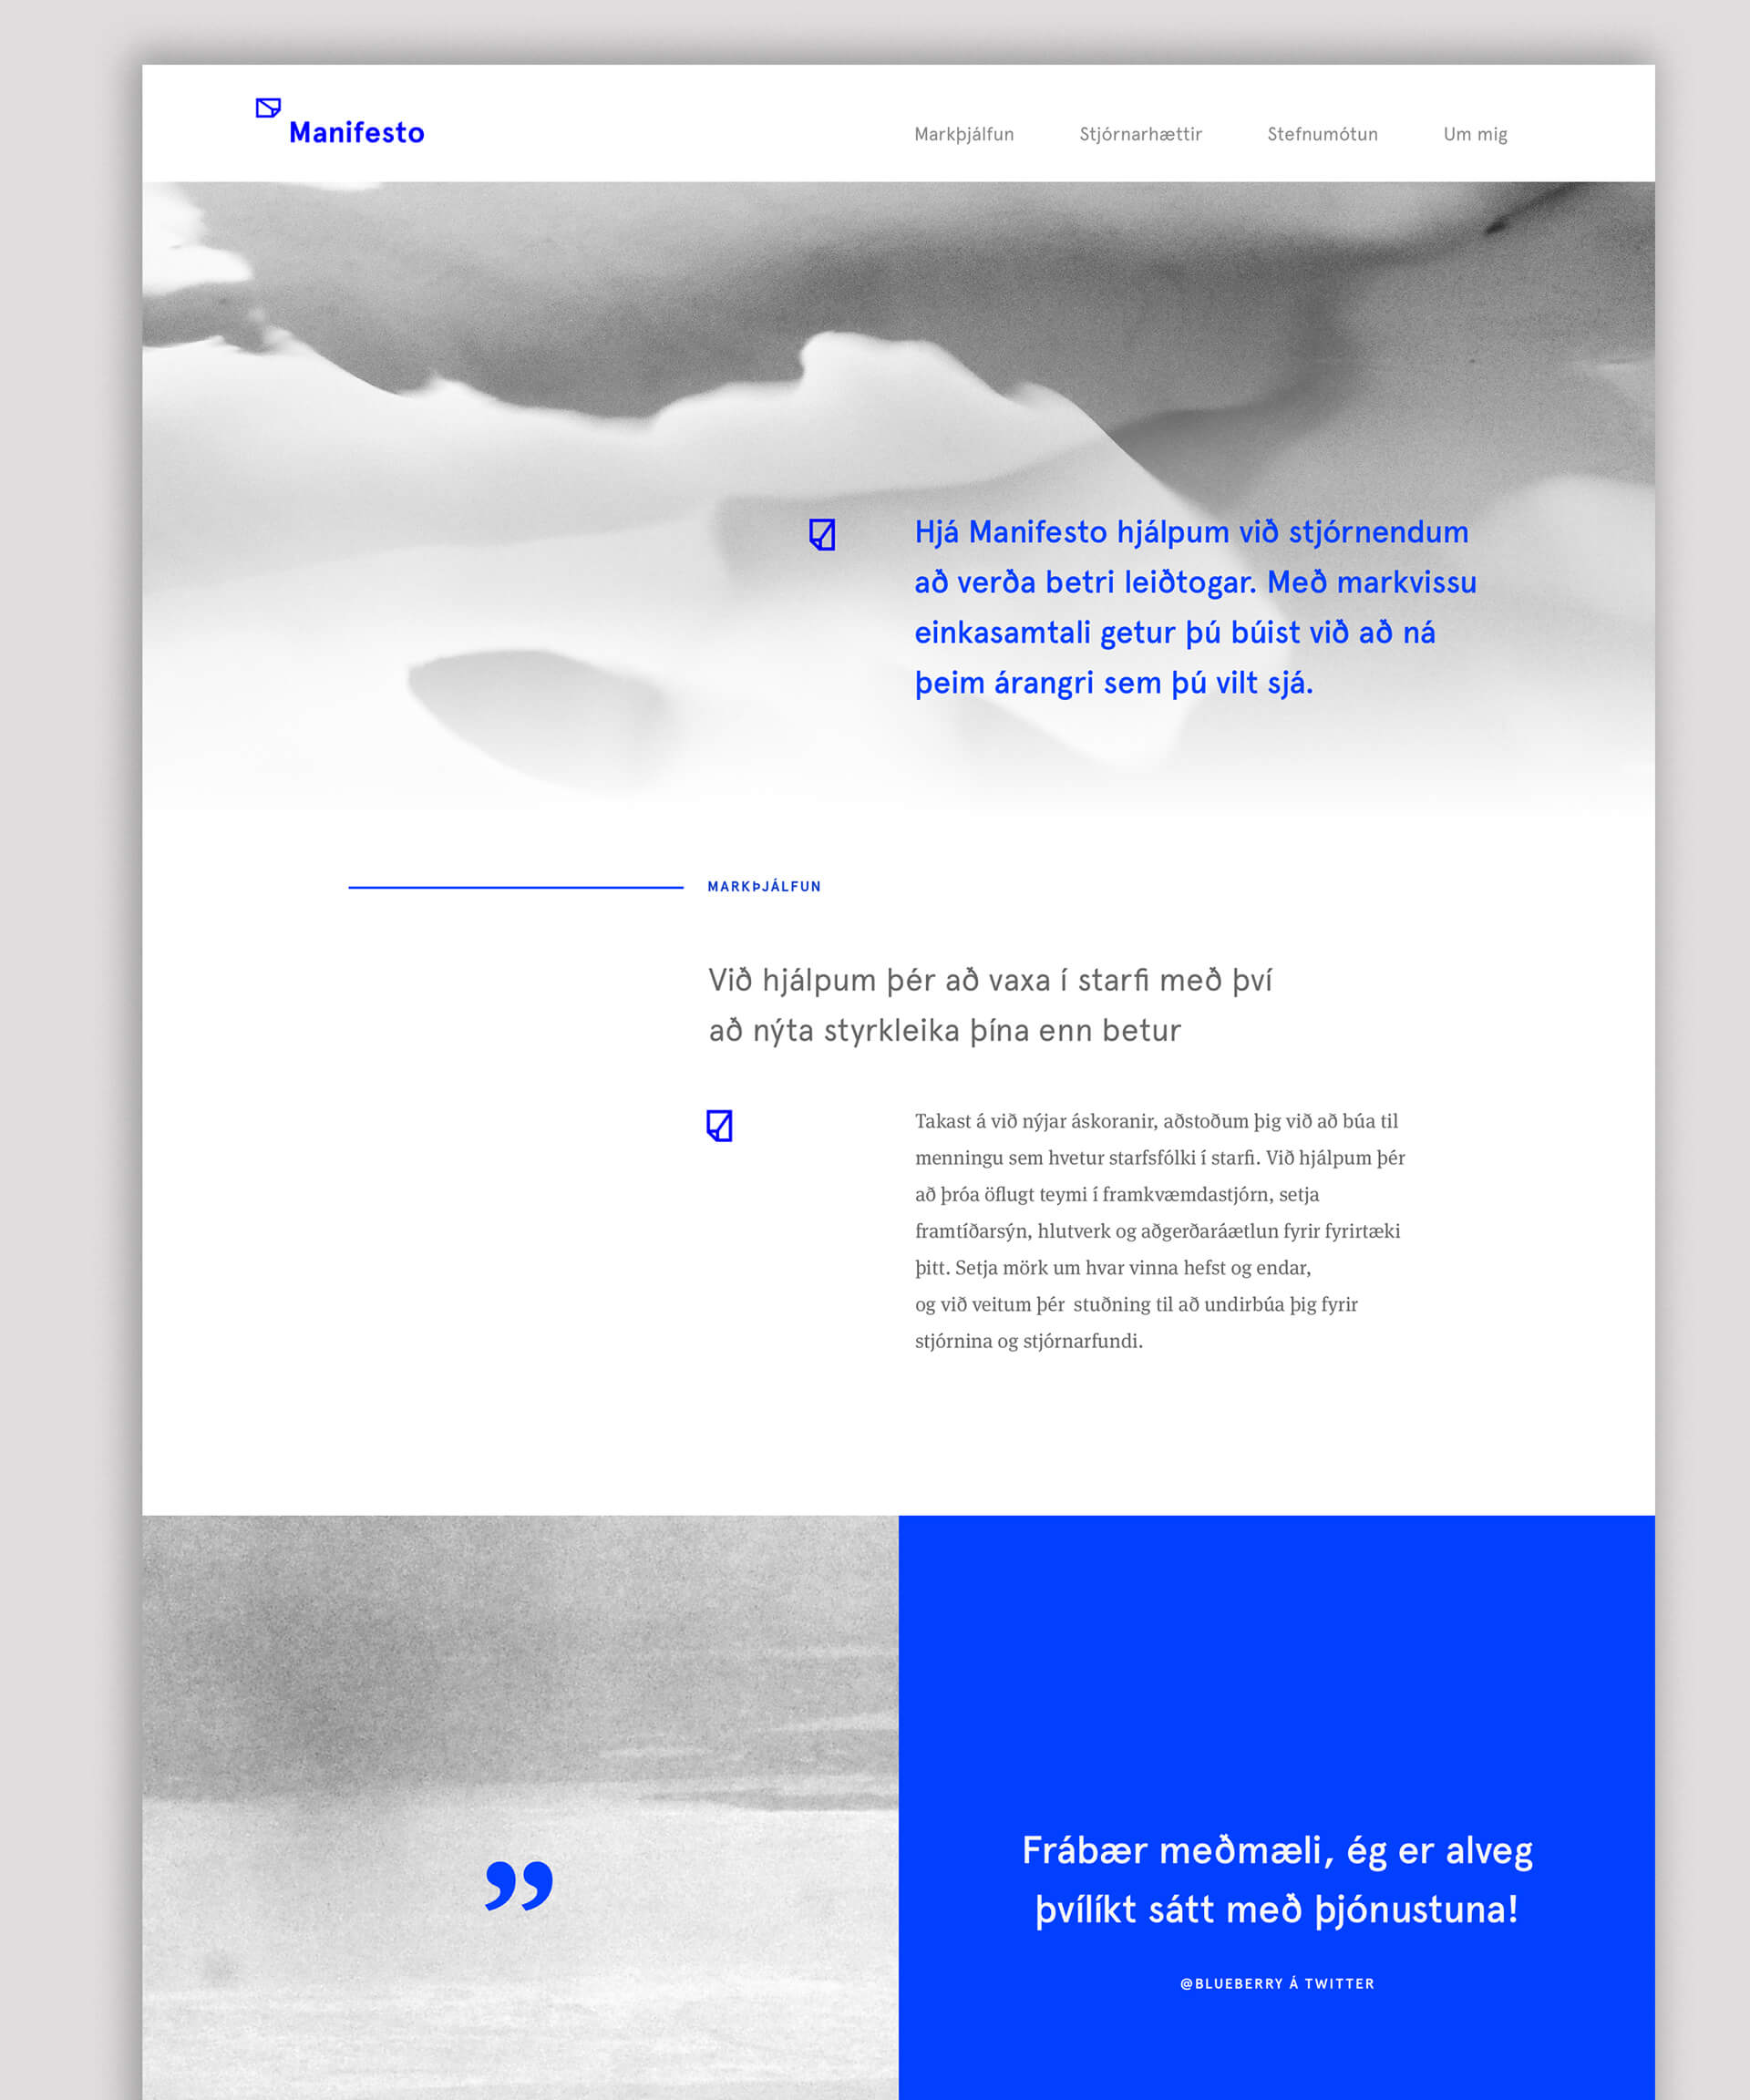 Manifesto
Markþjálfun
Stjórnarhættir
Stefnumótun
Um mig
Hjá Manifesto hjálpum við stjórnendum
að verða betri leiðtogar. Með markvissu
einkasamtali getur þú búist við að ná
þeim árangri sem þú vilt sjá.
MARKÞJÁLFUN
Við hjálpum þér að vaxa í starfi með því
að nýta styrkleika þína enn betur
Takast á við nýjar áskoranir, aðstoðum þig við að búa til
menningu sem hvetur starfsfólki í starfi. Við hjálpum þér
að þróa öflugt teymi í framkvæmdastjórn, setja
framtíðarsýn, hlutverk og aðgerðaráætlun fyrir fyrirtæki
þitt. Setja mörk um hvar vinna hefst og endar,
og við veitum þér  stuðning til að undirbúa þig fyrir
stjórnina og stjórnarfundi.
”
Frábær meðmæli, ég er alveg
þvílíkt sátt með þjónustuna!
@BLUEBERRY Á TWITTER